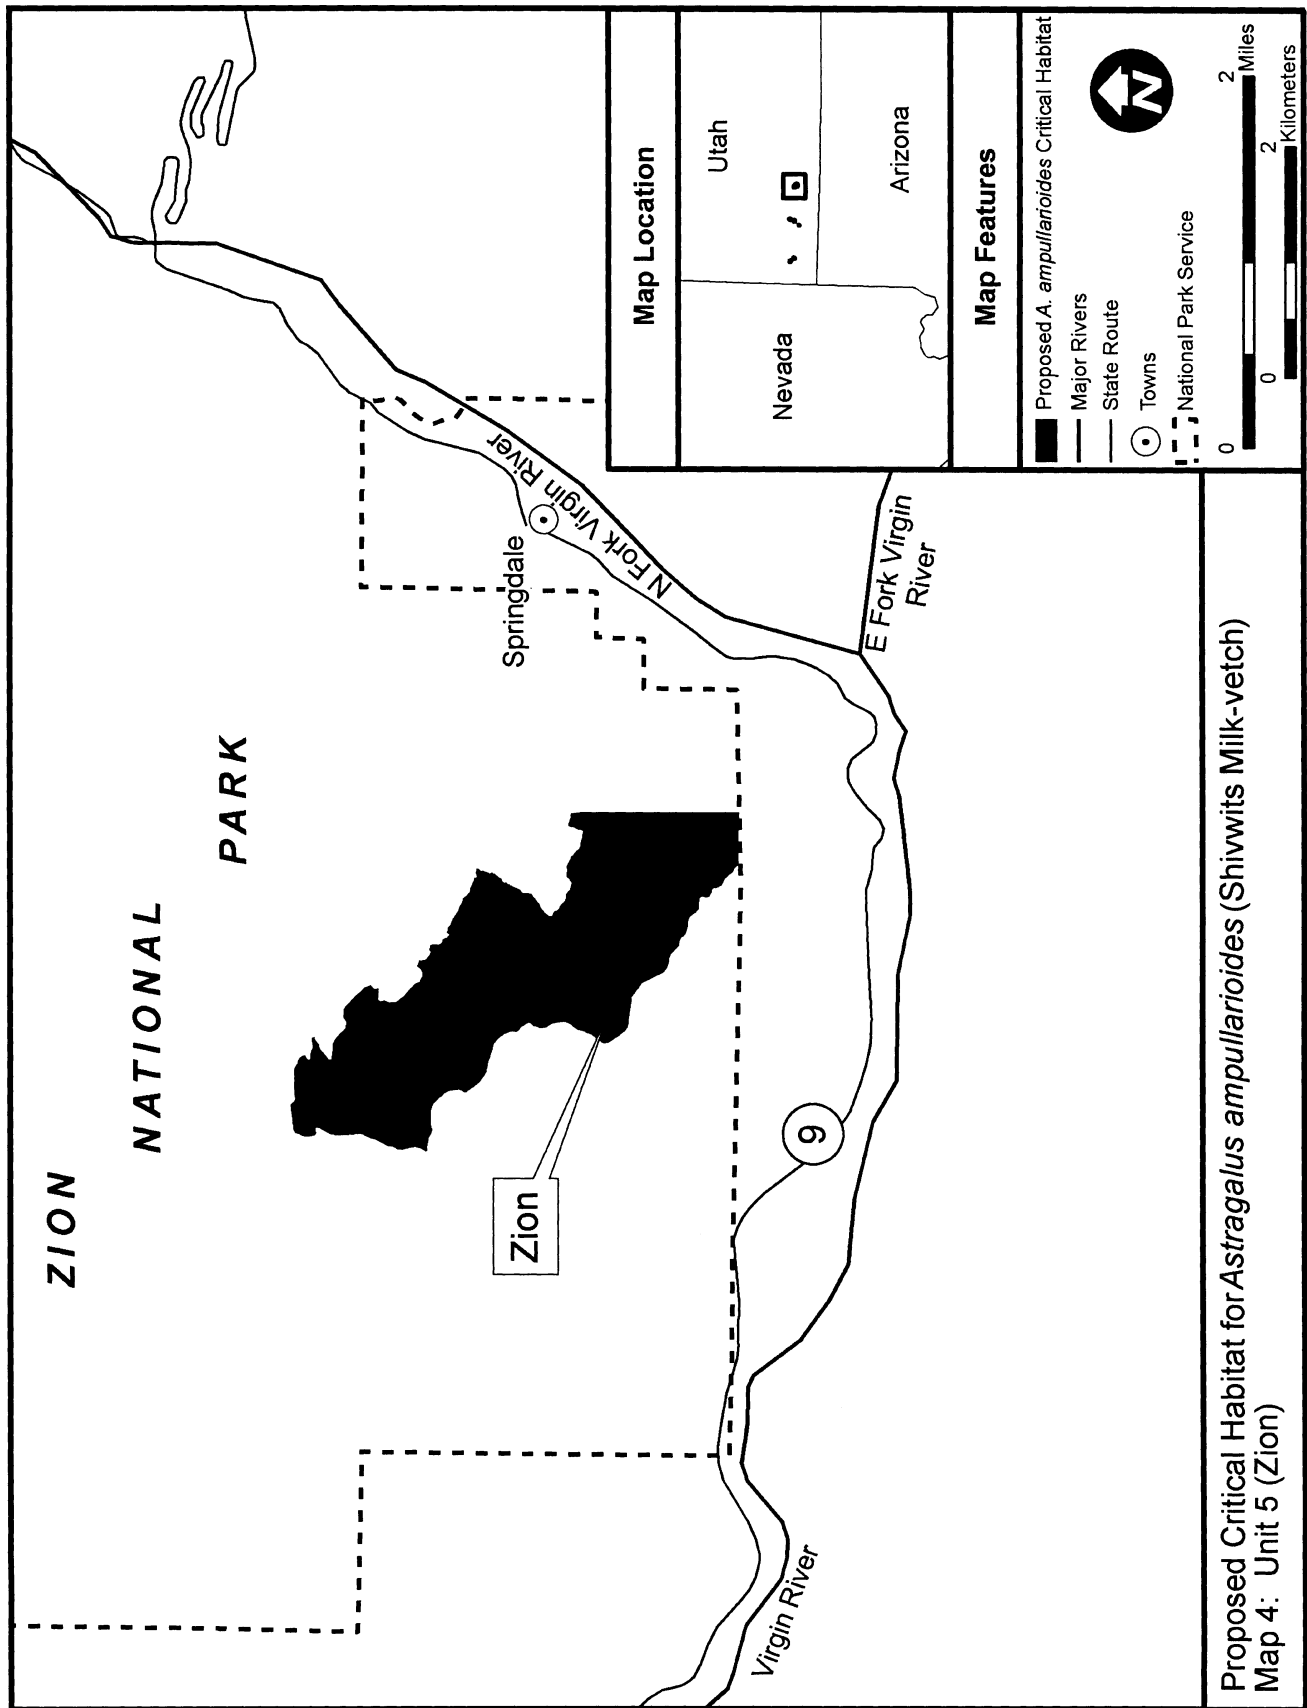 ZION
NATIONAL
PARK
Springdale
N Fork Virgin River
E Fork Virgin
River
Zion
9
Virgin River
Map Location
Utah
Nevada
Arizona
Map Features
Proposed A. ampullarioides Critical Habitat
Major Rivers
State Route
Towns
National Park Service
N
0 2 Miles
0 2 Kilometers
Proposed Critical Habitat for Astragalus ampullarioides (Shivwits Milk-vetch)
Map 4: Unit 5 (Zion)